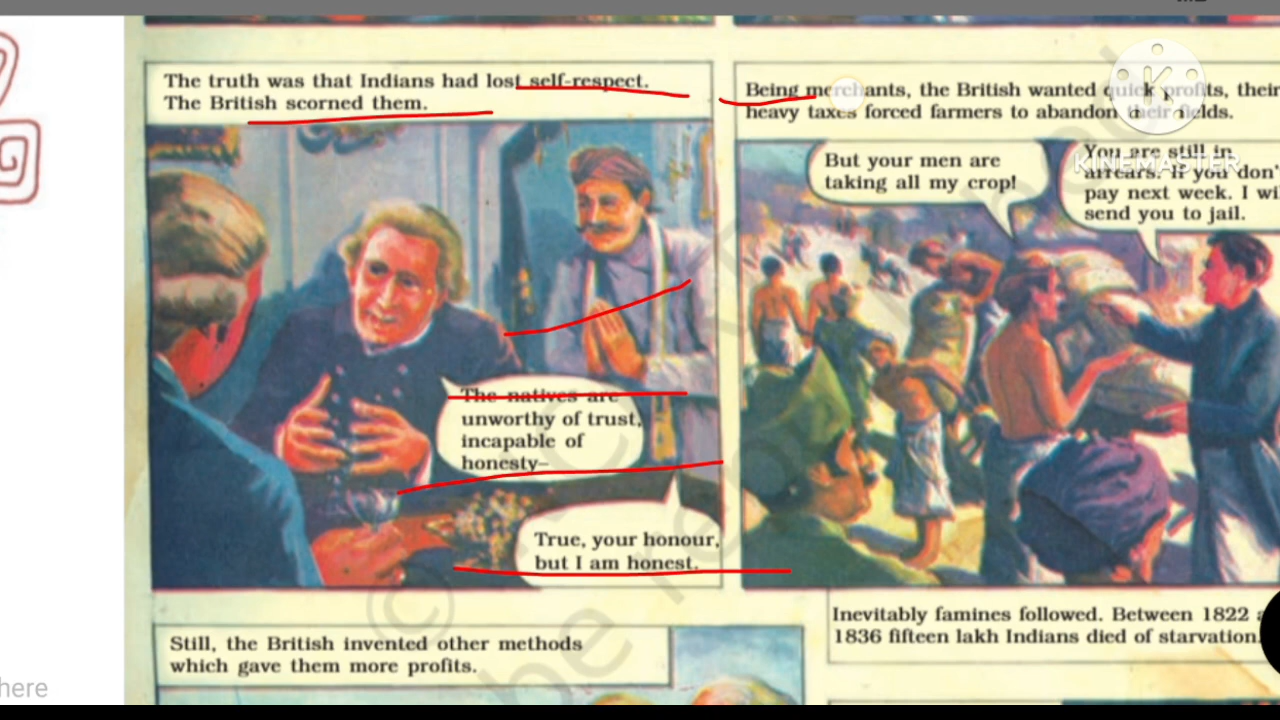 The truth was that Indians had lost self-respect.
The British scorned them.
The natives are
unworthy of trust,
incapable of
honesty–
True, your honour,
but I am honest.
Being merchants, the British wanted quick profits, their
heavy taxes forced farmers to abandon their fields.
But your men are
taking all my crop!
You are still in
arrears. If you don't
pay next week. I wi
send you to jail.
Inevitably famines followed. Between 1822 a
1836 fifteen lakh Indians died of starvation.
Still, the British invented other methods
which gave them more profits.
KINEMASTER
here